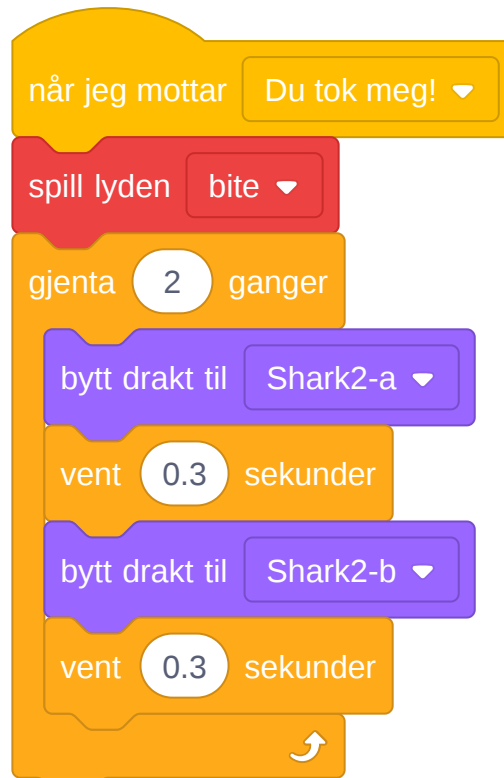 når jeg mottar Du tok meg!
spill lyden bite
gjenta 2 ganger
bytt drakt til Shark2-a
vent 0.3 sekunder
bytt drakt til Shark2-b
vent 0.3 sekunder